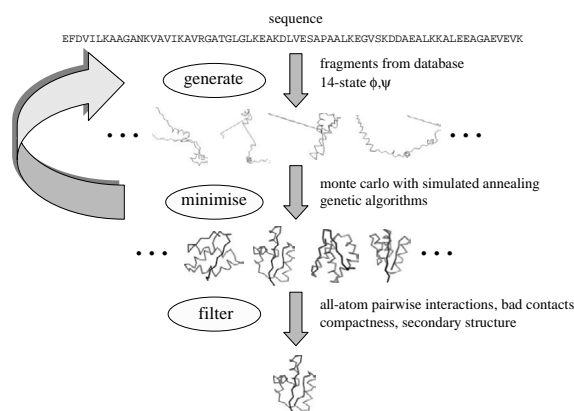 sequence
EFDVILKAAGANKVAVIKAVRGATGLGLKEAKDLVESAPAALKEGVSKDDAEALKKALEEAGAEVEVK
generate
fragments from database
14-state ϕ,ψ
minimise
monte carlo with simulated annealing
genetic algorithms
filter
all-atom pairwise interactions, bad contacts
compactness, secondary structure